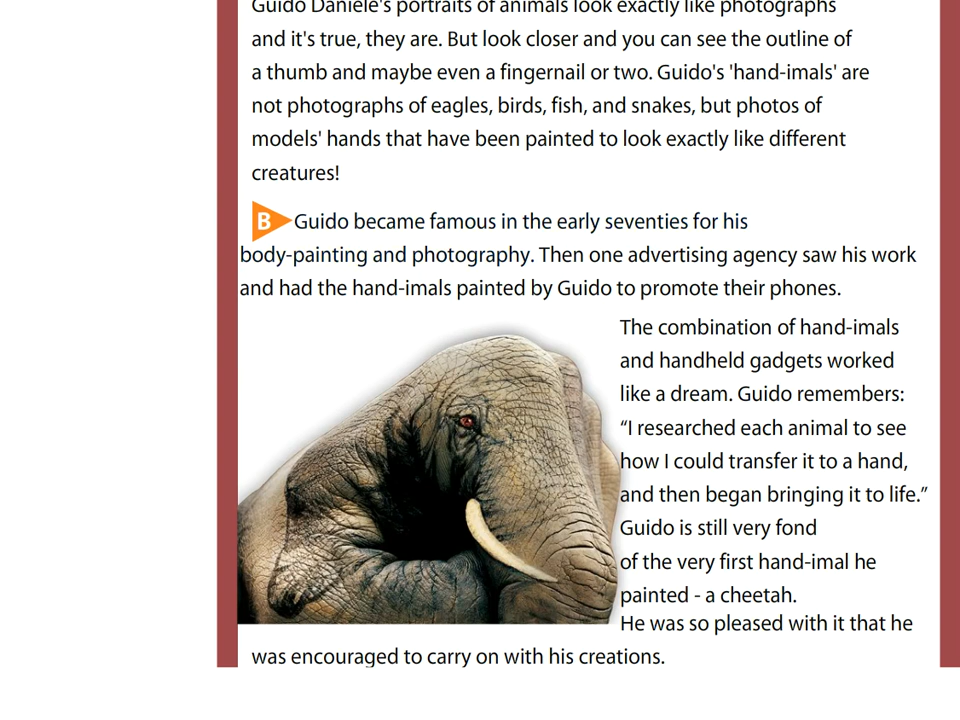 Guido Daniele's portraits of animals look exactly like photographs
and it's true, they are. But look closer and you can see the outline of
a thumb and maybe even a fingernail or two. Guido's 'hand-imals' are
not photographs of eagles, birds, fish, and snakes, but photos of
models' hands that have been painted to look exactly like different
creatures!
B Guido became famous in the early seventies for his
body-painting and photography. Then one advertising agency saw his work
and had the hand-imals painted by Guido to promote their phones.
The combination of hand-imals
and handheld gadgets worked
like a dream. Guido remembers:
“I researched each animal to see
how I could transfer it to a hand,
and then began bringing it to life.”
Guido is still very fond
of the very first hand-imal he
painted - a cheetah.
He was so pleased with it that he
was encouraged to carry on with his creations.